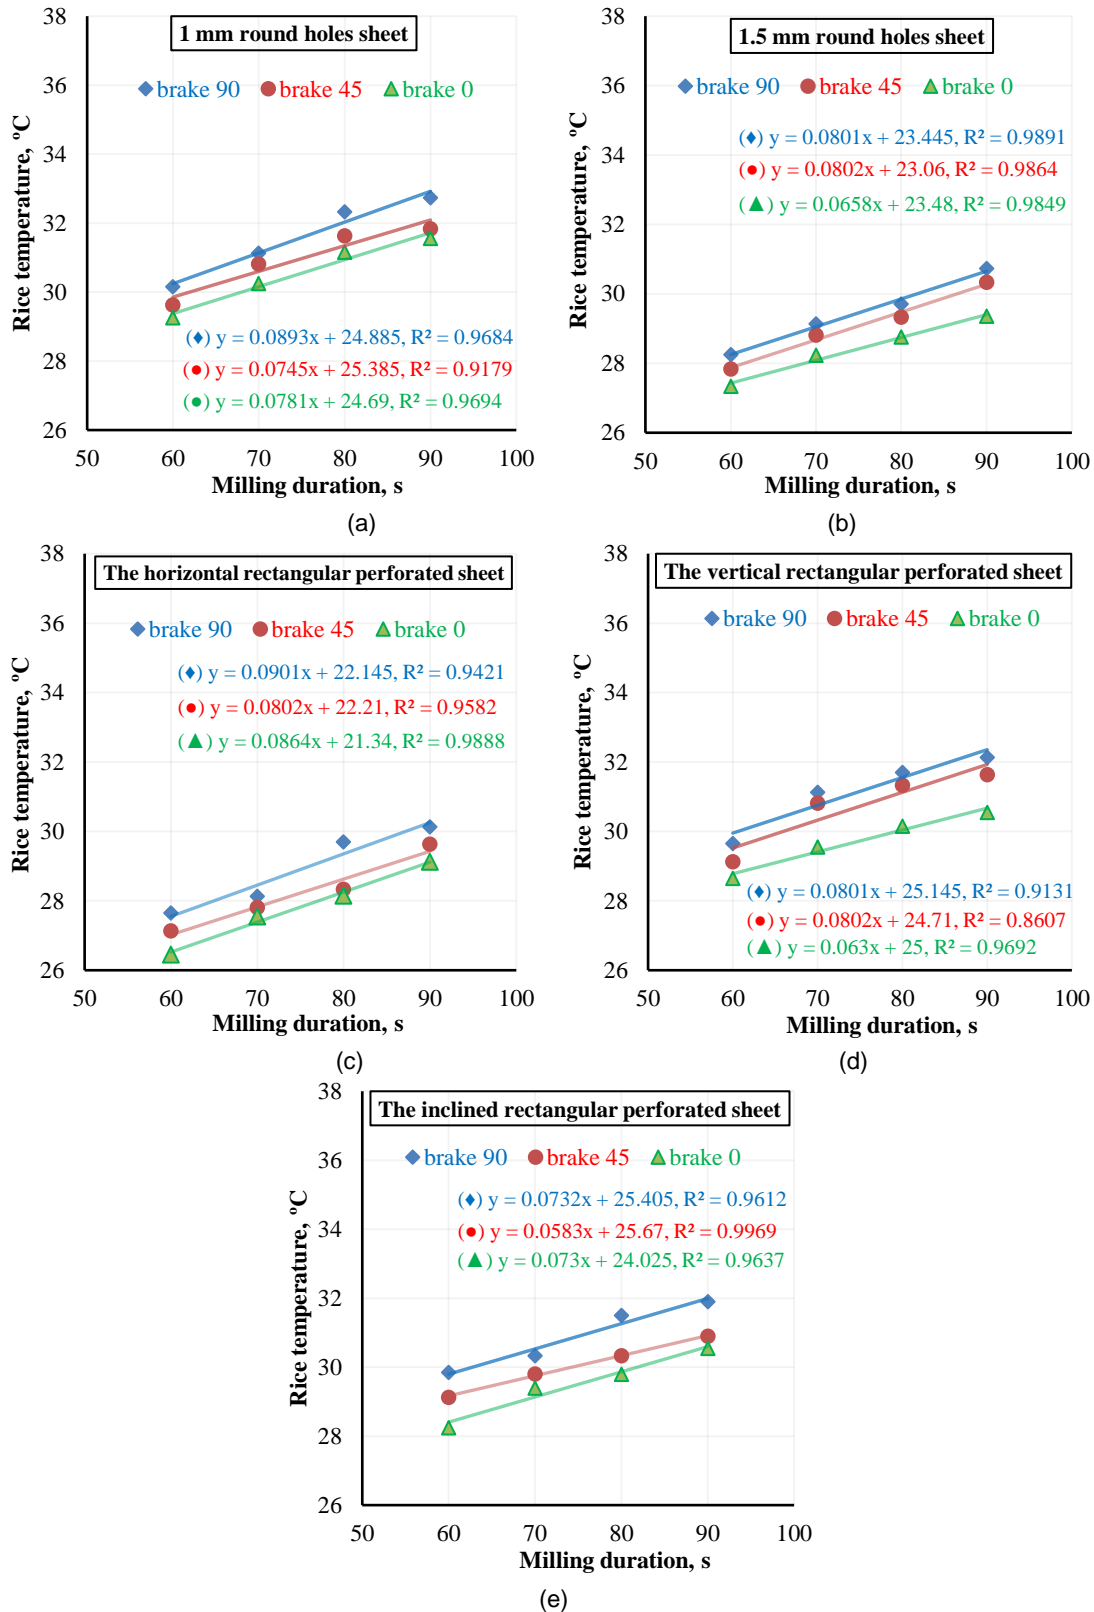 1 mm round holes sheet
brake 90 brake 45 brake 0
Rice temperature, ºC
38
36
34
32
30
28
26
(♦) y = 0.0893x + 24.885, R² = 0.9684
(●) y = 0.0745x + 25.385, R² = 0.9179
(●) y = 0.0781x + 24.69, R² = 0.9694
50 60 70 80 90 100
Milling duration, s
(a)
1.5 mm round holes sheet
brake 90 brake 45 brake 0
Rice temperature, ºC
38
36
34
32
30
28
26
(♦) y = 0.0801x + 23.445, R² = 0.9891
(●) y = 0.0802x + 23.06, R² = 0.9864
(▲) y = 0.0658x + 23.48, R² = 0.9849
50 60 70 80 90 100
Milling duration, s
(b)
The horizontal rectangular perforated sheet
brake 90 brake 45 brake 0
Rice temperature, ºC
38
36
34
32
30
28
26
(♦) y = 0.0901x + 22.145, R² = 0.9421
(●) y = 0.0802x + 22.21, R² = 0.9582
(▲) y = 0.0864x + 21.34, R² = 0.9888
50 60 70 80 90 100
Milling duration, s
(c)
The vertical rectangular perforated sheet
brake 90 brake 45 brake 0
Rice temperature, ºC
38
36
34
32
30
28
26
(♦) y = 0.0801x + 25.145, R² = 0.9131
(●) y = 0.0802x + 24.71, R² = 0.8607
(▲) y = 0.063x + 25, R² = 0.9692
50 60 70 80 90 100
Milling duration, s
(d)
The inclined rectangular perforated sheet
brake 90 brake 45 brake 0
Rice temperature, ºC
38
36
34
32
30
28
26
(♦) y = 0.0732x + 25.405, R² = 0.9612
(●) y = 0.0583x + 25.67, R² = 0.9969
(▲) y = 0.073x + 24.025, R² = 0.9637
50 60 70 80 90 100
Milling duration, s
(e)